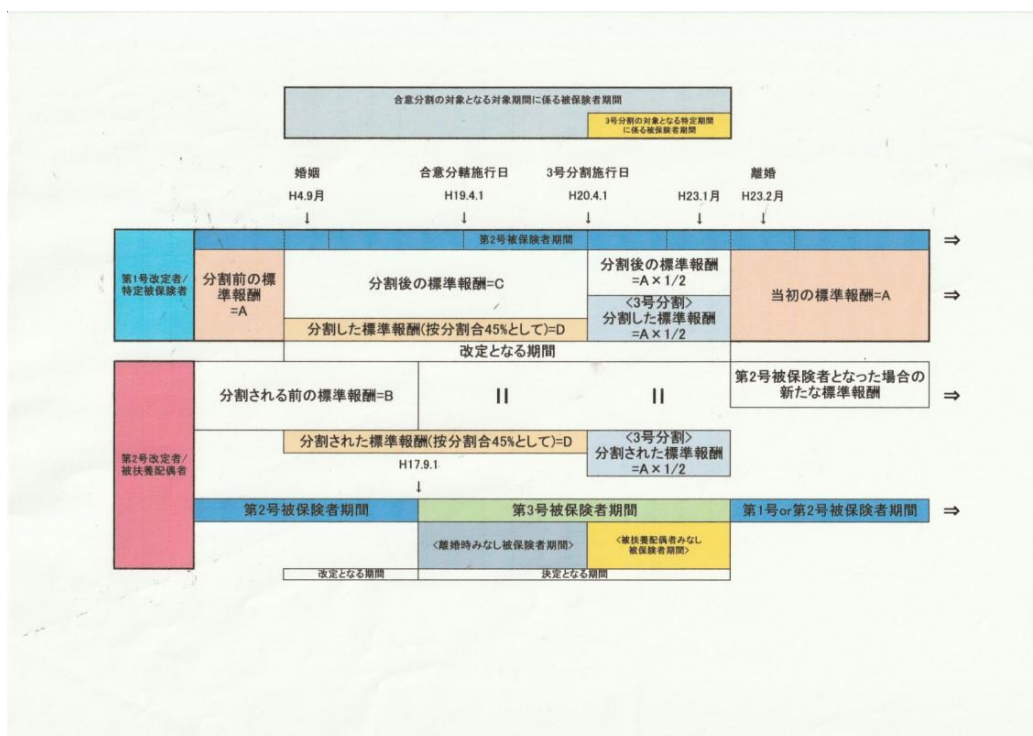 合意分割の対象となる対象期間に係る被保険者期間
3号分割の対象となる特定期間
に係る被保険者期間
婚姻
合意分轄施行日
3号分割施行日
離婚
H4.9月
H19.4.1
H20.4.1
H23.1月
H23.2月
↓
↓
↓
↓
↓
第2号被保険者期間
⇒
第1号改定者/
特定被保険者
分割前の標
準報酬
=A
分割後の標準報酬=C
分割後の標準報酬
=A×1/2
当初の標準報酬=A
⇒
<3号分割>
分割した標準報酬
=A×1/2
分割した標準報酬(按分割合45%として)=D
改定となる期間
第2号改定者/
被扶養配偶者
分割される前の標準報酬=B
=
=
第2号被保険者となった場合の
新たな標準報酬
⇒
分割された標準報酬(按分割合45%として)=D
<3号分割>
分割された標準報酬
=A×1/2
H17.9.1
↓
第2号被保険者期間
第3号被保険者期間
第1号or第2号被保険者期間
⇒
<離婚時みなし被保険者期間>
<被扶養配偶者みなし
被保険者期間>
改定となる期間
決定となる期間